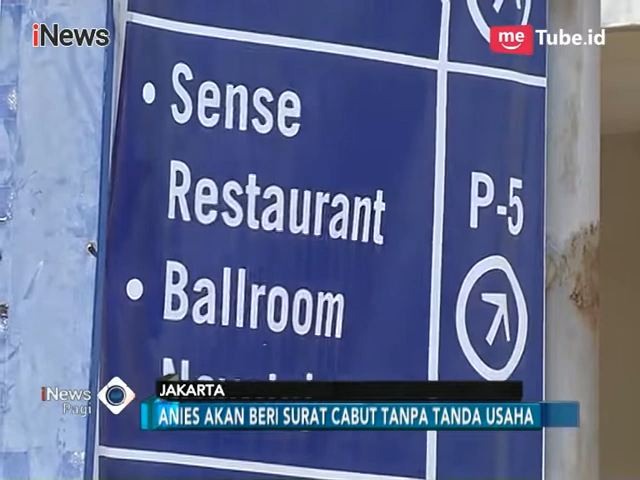 iNews
me Tube.id
• Sense
Restaurant
P-5
• Ballroom
iNews
Pagi
JAKARTA
ANIES AKAN BERI SURAT CABUT TANPA TANDA USAHA